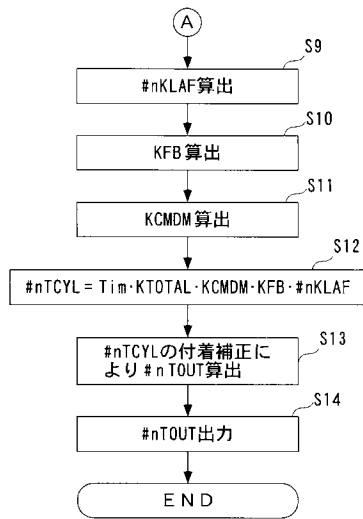 A
S9
#nKLAF算出
S10
KFB算出
S11
KCMDM算出
S12
#nTCYL=Tim·KTOTAL·KCMDM·KFB·#nKLAF
S13
#nTCYLの付着補正に
より#nTOUT算出
S14
#nTOUT出力
END